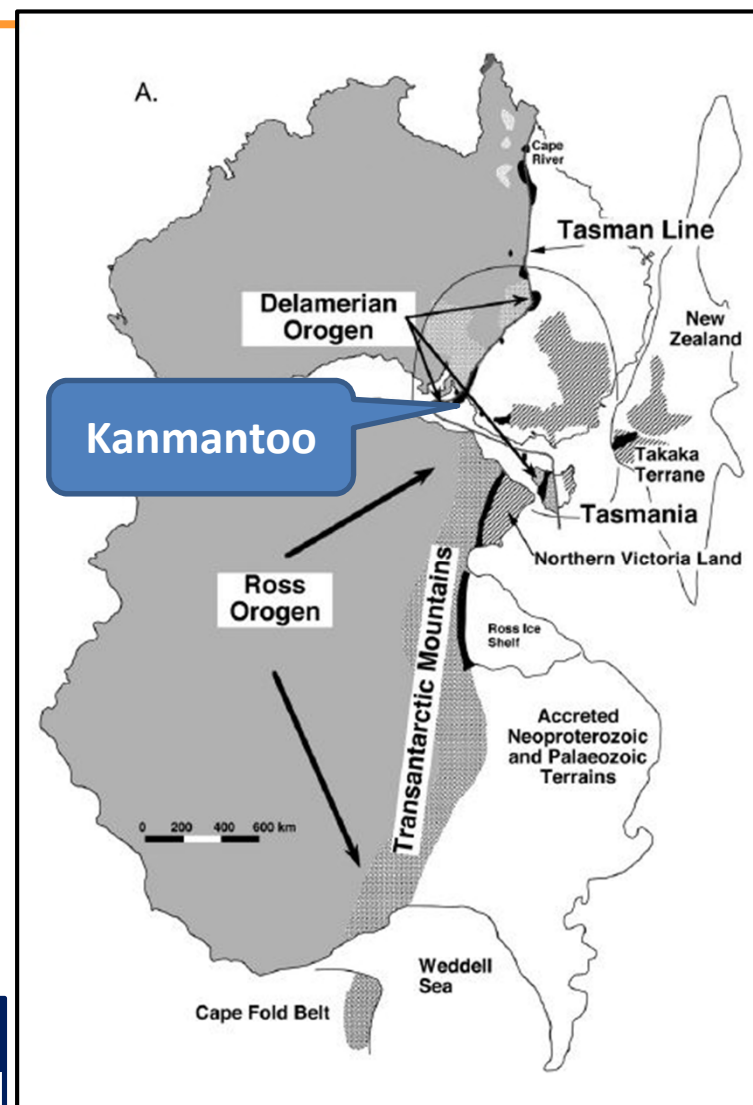 A.
Cape
River
Tasman Line
Delamerian
Orogen
New
Zealand
Kanmantoo
Takaka
Terrane
Tasmania
Northern Victoria Land
Ross
Orogen
Transantarctic Mountains
Ross Ice
Shelf
Accreted
Neoproterozoic
and Palaeozoic
Terrains
0 200 400 600 km
Weddell
Sea
Cape Fold Belt